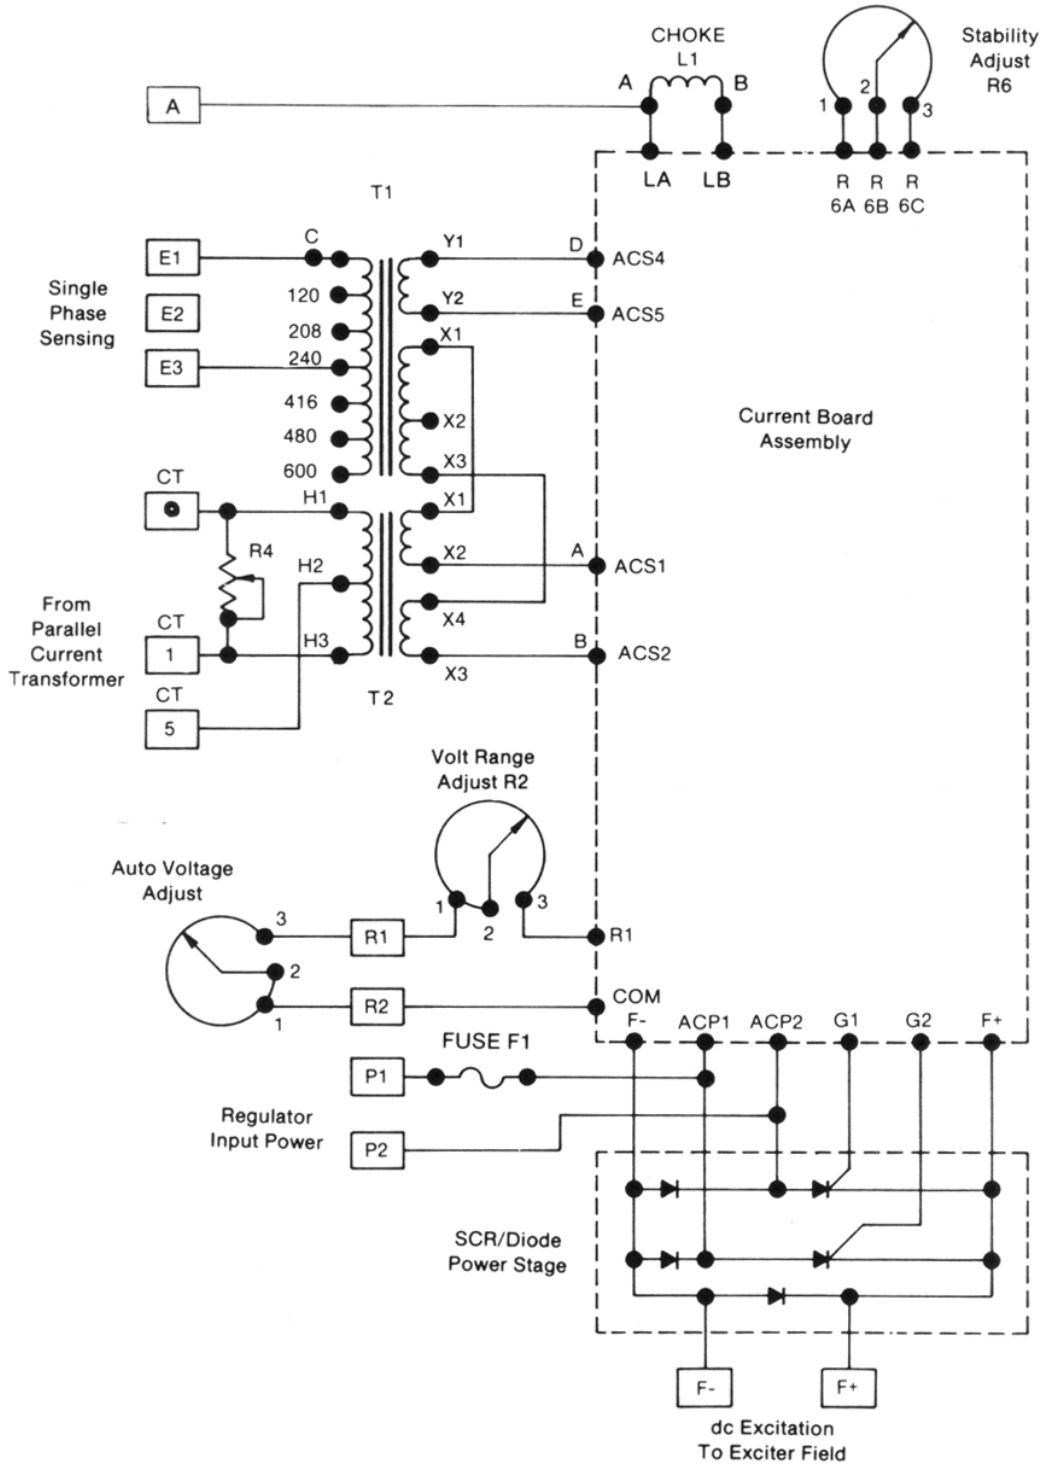 CHOKE
L1
A
B
Stability
Adjust
R6
1
2
3
A
LA
LB
R
6A
R
6B
R
6C
T1
Single
Phase
Sensing
E1
E2
E3
C
120
208
240
416
480
600
Y1
Y2
X1
X2
X3
D
ACS4
E
ACS5
Current Board
Assembly
From
Parallel
Current
Transformer
CT
CT
1
CT
5
R4
H1
H2
H3
X1
X2
X4
X3
T2
A
ACS1
B
ACS2
Volt Range
Adjust R2
1
2
3
Auto Voltage
Adjust
3
2
1
R1
R2
R1
COM
F-
ACP1
ACP2
G1
G2
F+
FUSE F1
P1
Regulator
Input Power
P2
SCR/Diode
Power Stage
F-
F+
dc Excitation
To Exciter Field